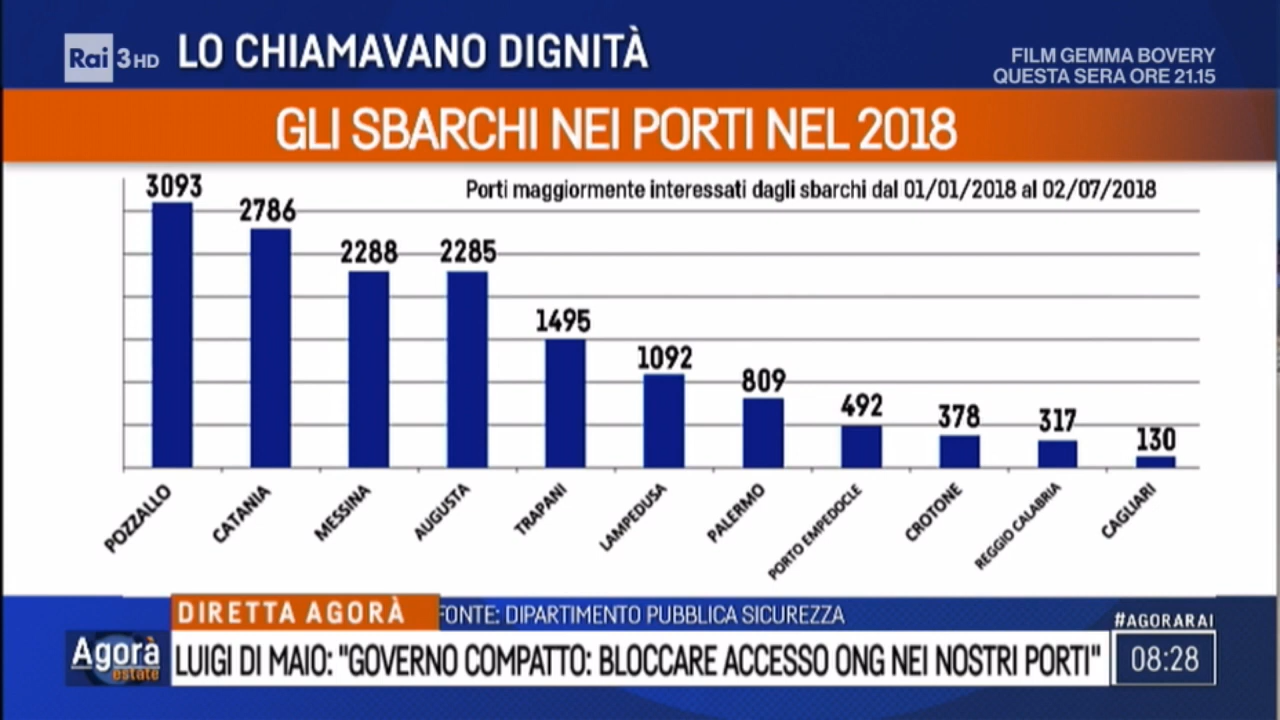 Rai 3HD
LO CHIAMAVANO DIGNITÀ
FILM GEMMA BOVERY
QUESTA SERA ORE 21.15
GLI SBARCHI NEI PORTI NEL 2018
Porti maggiormente interessati dagli sbarchi dal 01/01/2018 al 02/07/2018
3093
2786
2288
2285
1495
1092
809
492
378
317
130
POZZALLO
CATANIA
MESSINA
AUGUSTA
TRAPANI
LAMPEDUSA
PALERMO
PORTO EMPEDOCLE
CROTONE
REGGIO CALABRIA
CAGLIARI
DIRETTA AGORÀ
FONTE: DIPARTIMENTO PUBBLICA SICUREZZA
#AGORARAI
Agorà
estate
LUIGI DI MAIO: "GOVERNO COMPATTO: BLOCCARE ACCESSO ONG NEI NOSTRI PORTI"
08:28